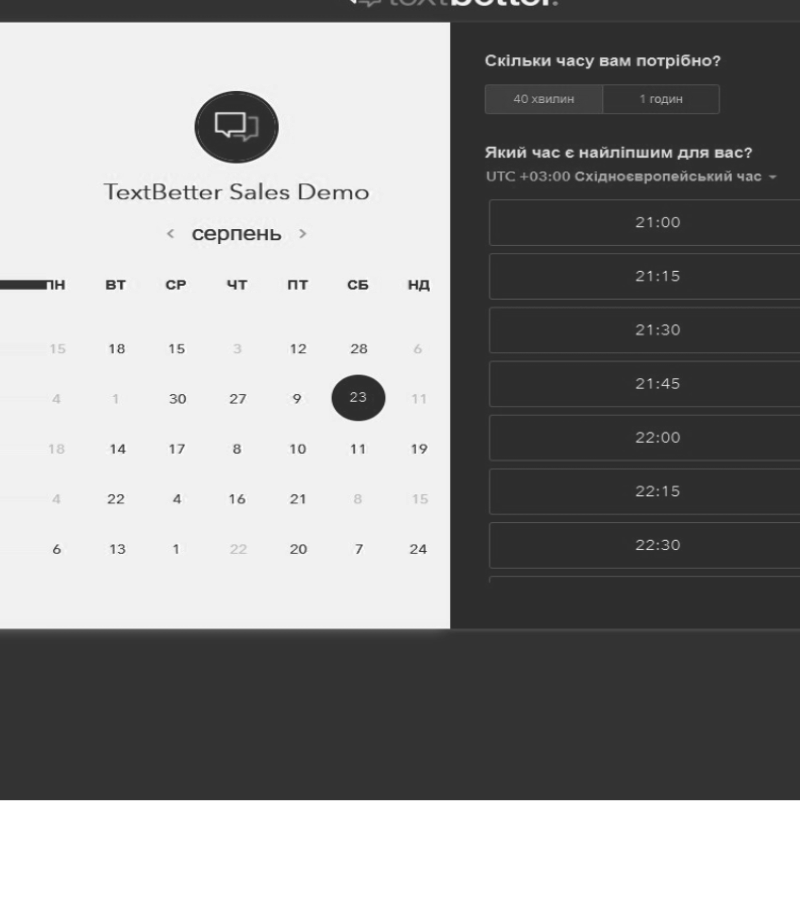 textbetter.
TextBetter Sales Demo
‹ серпень ›
ПН ВТ СР ЧТ ПТ СБ НД
15 18 15 3 12 28 6
4 1 30 27 9 23 11
18 14 17 8 10 11 19
4 22 4 16 21 8 15
6 13 1 22 20 7 24
Скільки часу вам потрібно?
40 хвилин 1 годин
Який час є найліпшим для вас?
UTC +03:00 Східноєвропейський час
21:00
21:15
21:30
21:45
22:00
22:15
22:30